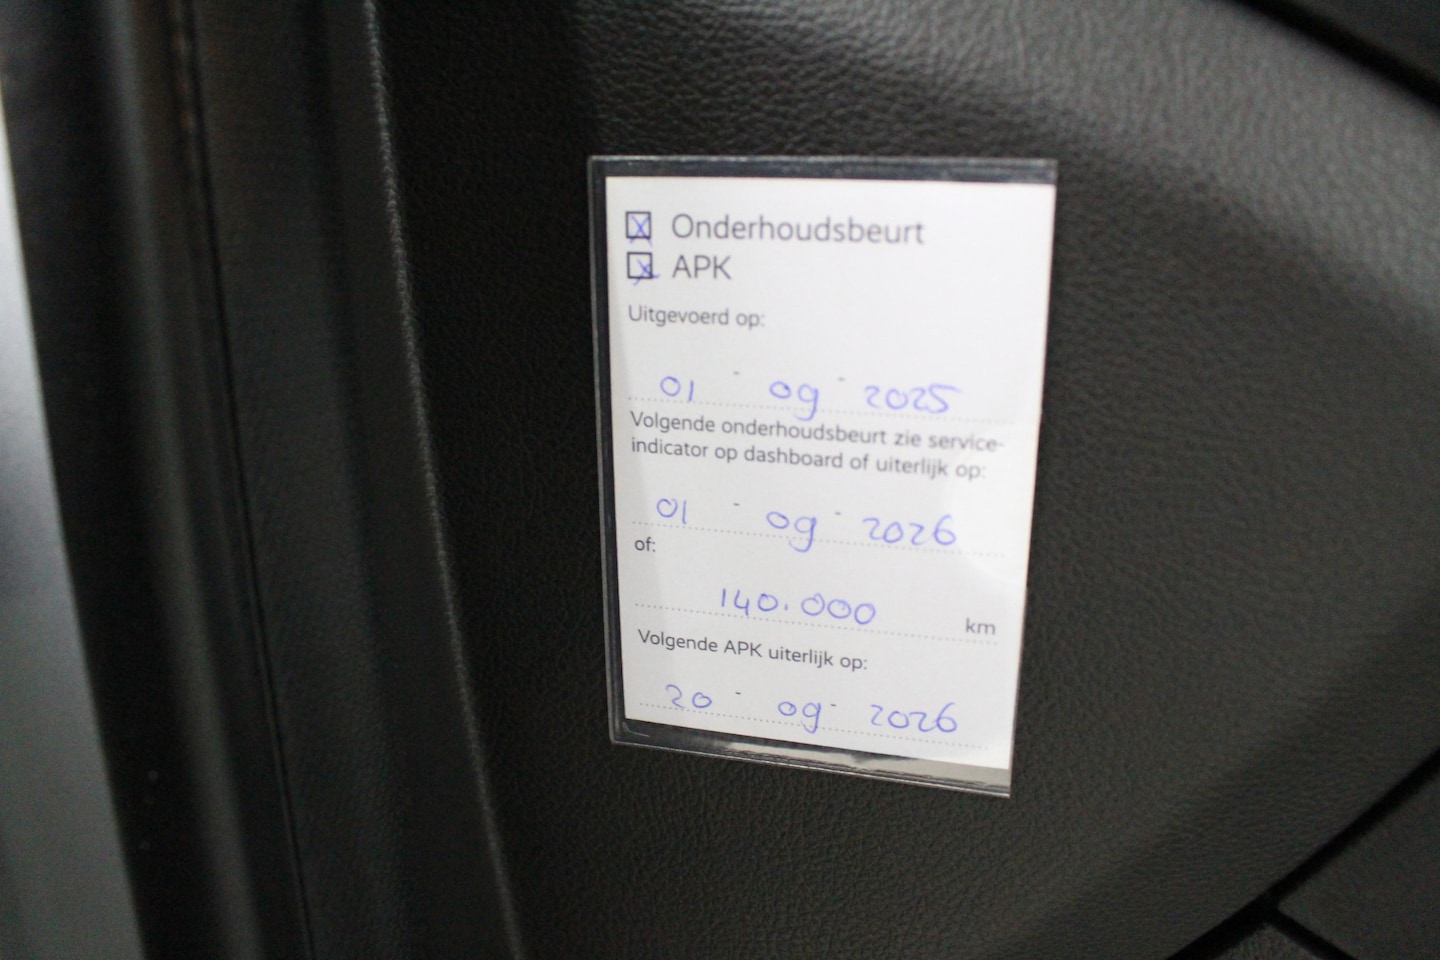 ☒ Onderhoudsbeurt
☒ APK
Uitgevoerd op:
01 - 09 - 2025
Volgende onderhoudsbeurt zie service-
indicator op dashboard of uiterlijk op:
01 - 09 - 2026
of:
140.000 km
Volgende APK uiterlijk op:
20 - 09 - 2026